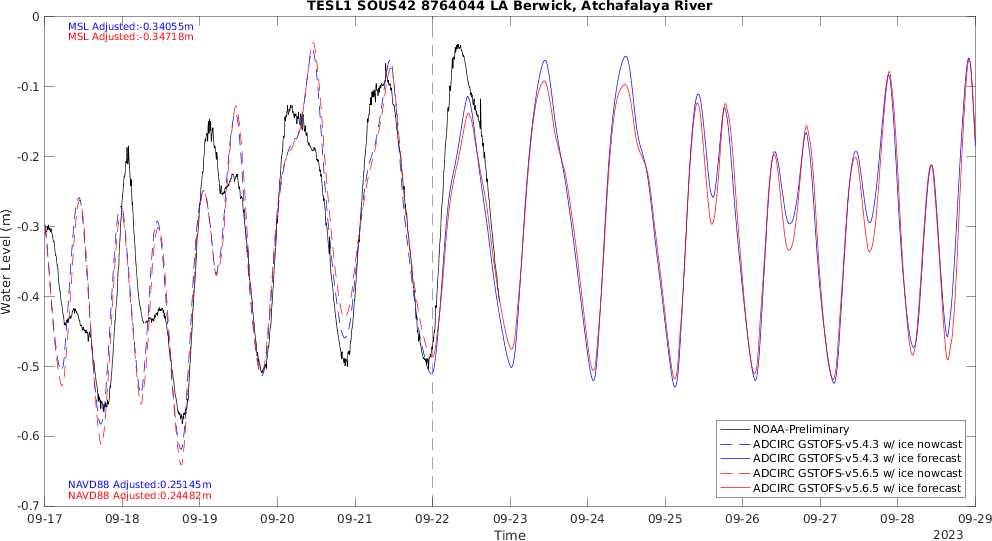 TESL1 SOUS42 8764044 LA Berwick, Atchafalaya River
MSL Adjusted:-0.34055m
MSL Adjusted:-0.34718m
0
-0.1
-0.2
-0.3
-0.4
-0.5
-0.6
-0.7
Water Level (m)
NAVD88 Adjusted:0.25145m
NAVD88 Adjusted:0.24482m
NOAA-Preliminary
ADCIRC GSTOFS-v5.4.3 w/ ice nowcast
ADCIRC GSTOFS-v5.4.3 w/ ice forecast
ADCIRC GSTOFS-v5.6.5 w/ ice nowcast
ADCIRC GSTOFS-v5.6.5 w/ ice forecast
09-17 09-18 09-19 09-20 09-21 09-22 09-23 09-24 09-25 09-26 09-27 09-28 09-29
Time
2023